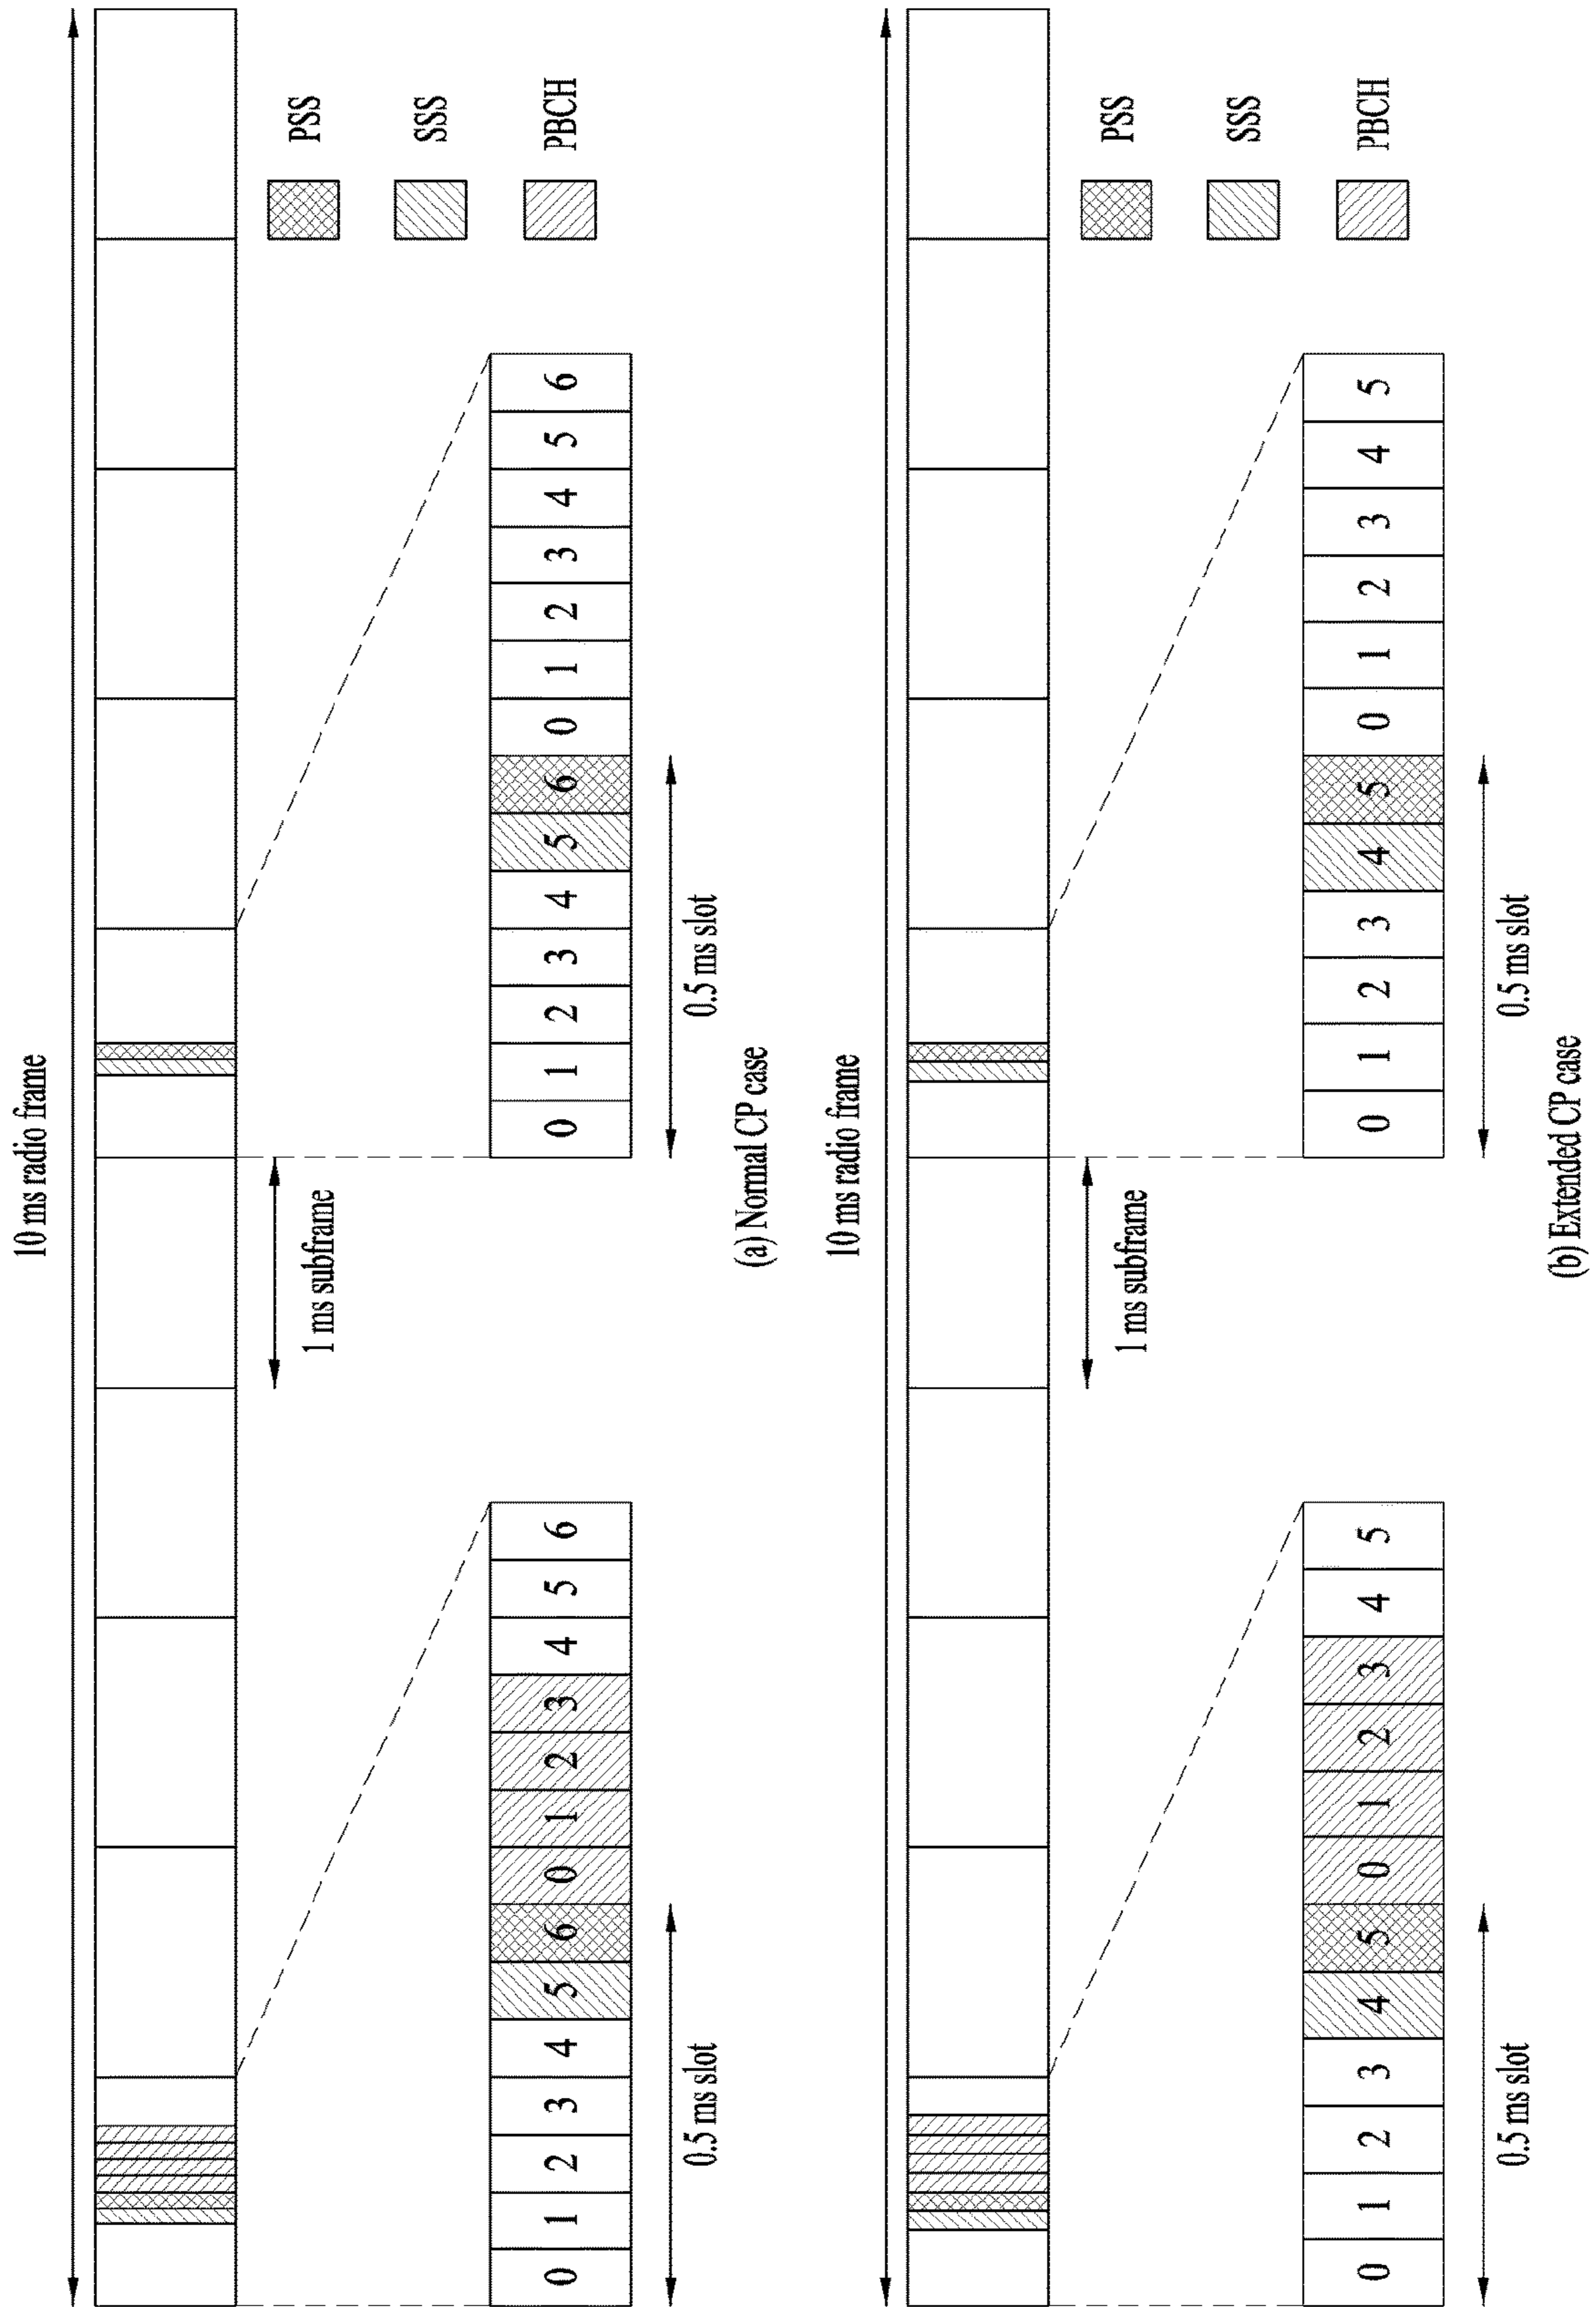 10 ms radio frame
PSS
SSS
PBCH
1 ms subframe
0 1 2 3 4 5 6 0 1 2 3 4 5 6
0 1 2 3 4 5 6 0 1 2 3 4 5 6
0.5 ms slot
0.5 ms slot
(a) Normal CP case
10 ms radio frame
PSS
SSS
PBCH
1 ms subframe
0 1 2 3 4 5 0 1 2 3 4 5
0 1 2 3 4 5 0 1 2 3 4 5
0.5 ms slot
0.5 ms slot
(b) Extended CP case